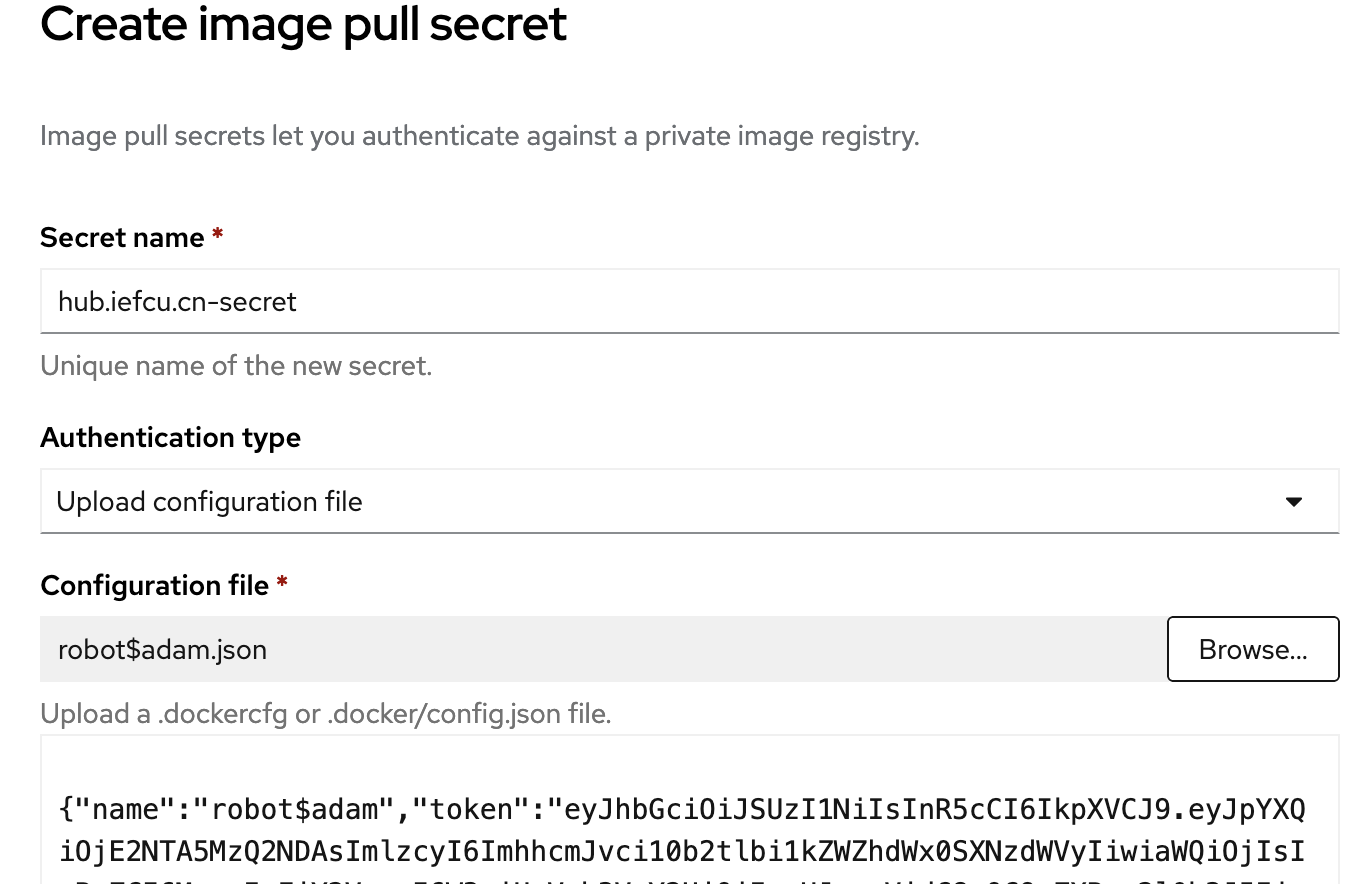 Create image pull secret
Image pull secrets let you authenticate against a private image registry.
Secret name *
hub.iefcu.cn-secret
Unique name of the new secret.
Authentication type
Upload configuration file
Configuration file *
robot$adam.json
Browse...
Upload a .dockercfg or .docker/config.json file.
{"name":"robot$adam","token":"eyJhbGciOiJSUzI1NiIsInR5cCI6IkpXVCJ9.eyJpYXQ
iOjE2NTA5MzQ2NDAsImlzcyI6ImhhcmJvci10b2tlbi1kZWZhdWx0SXNzdWVyIiwiaWQiOjIsI